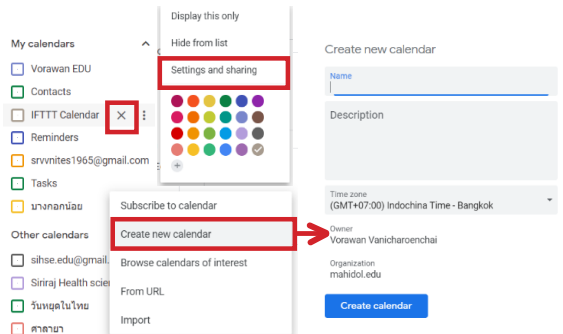 My calendars
Vorawan EDU
Contacts
IFTTT Calendar
Reminders
srvvnites1965@gmail.com
Tasks
บางกอกน้อย
Other calendars
sihse.edu@gmail.
Siriraj Health scier
วันหยุดในไทย
ศาลายา
Display this only
Hide from list
Settings and sharing
Subscribe to calendar
Create new calendar
Browse calendars of interest
From URL
Import
Create new calendar
Name
Description
Time zone
(GMT+07:00) Indochina Time - Bangkok
Owner
Vorawan Vanicharoenchai
Organization
mahidol.edu
Create calendar